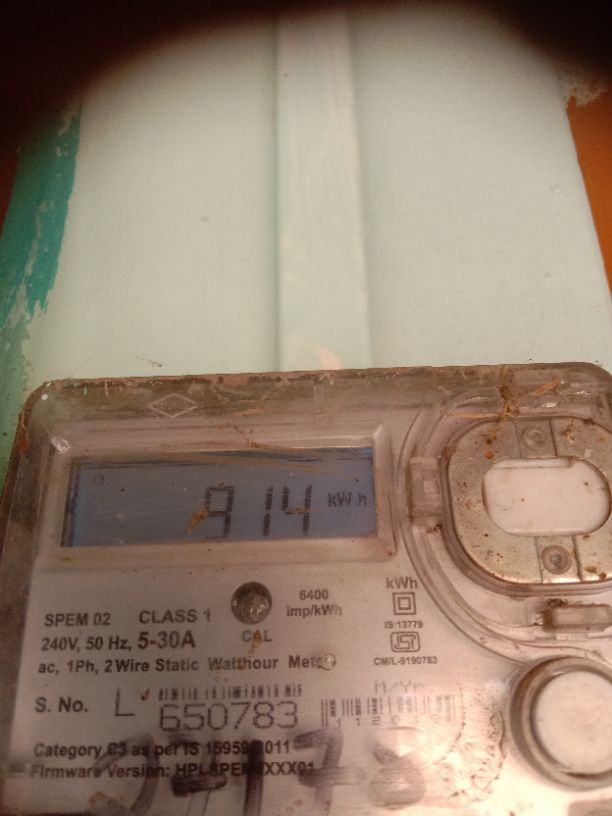 914 kWh
SPEM 02 CLASS 1 6400 imp/kWh kWh
240V, 50 Hz, 5-30A CAL IS:13779
ac, 1Ph, 2 Wire Static Watthour Meter CM/L-9190783
S. No. L 650783 M/Yr
Category C3 as per IS 15959:2011
Firmware Version: